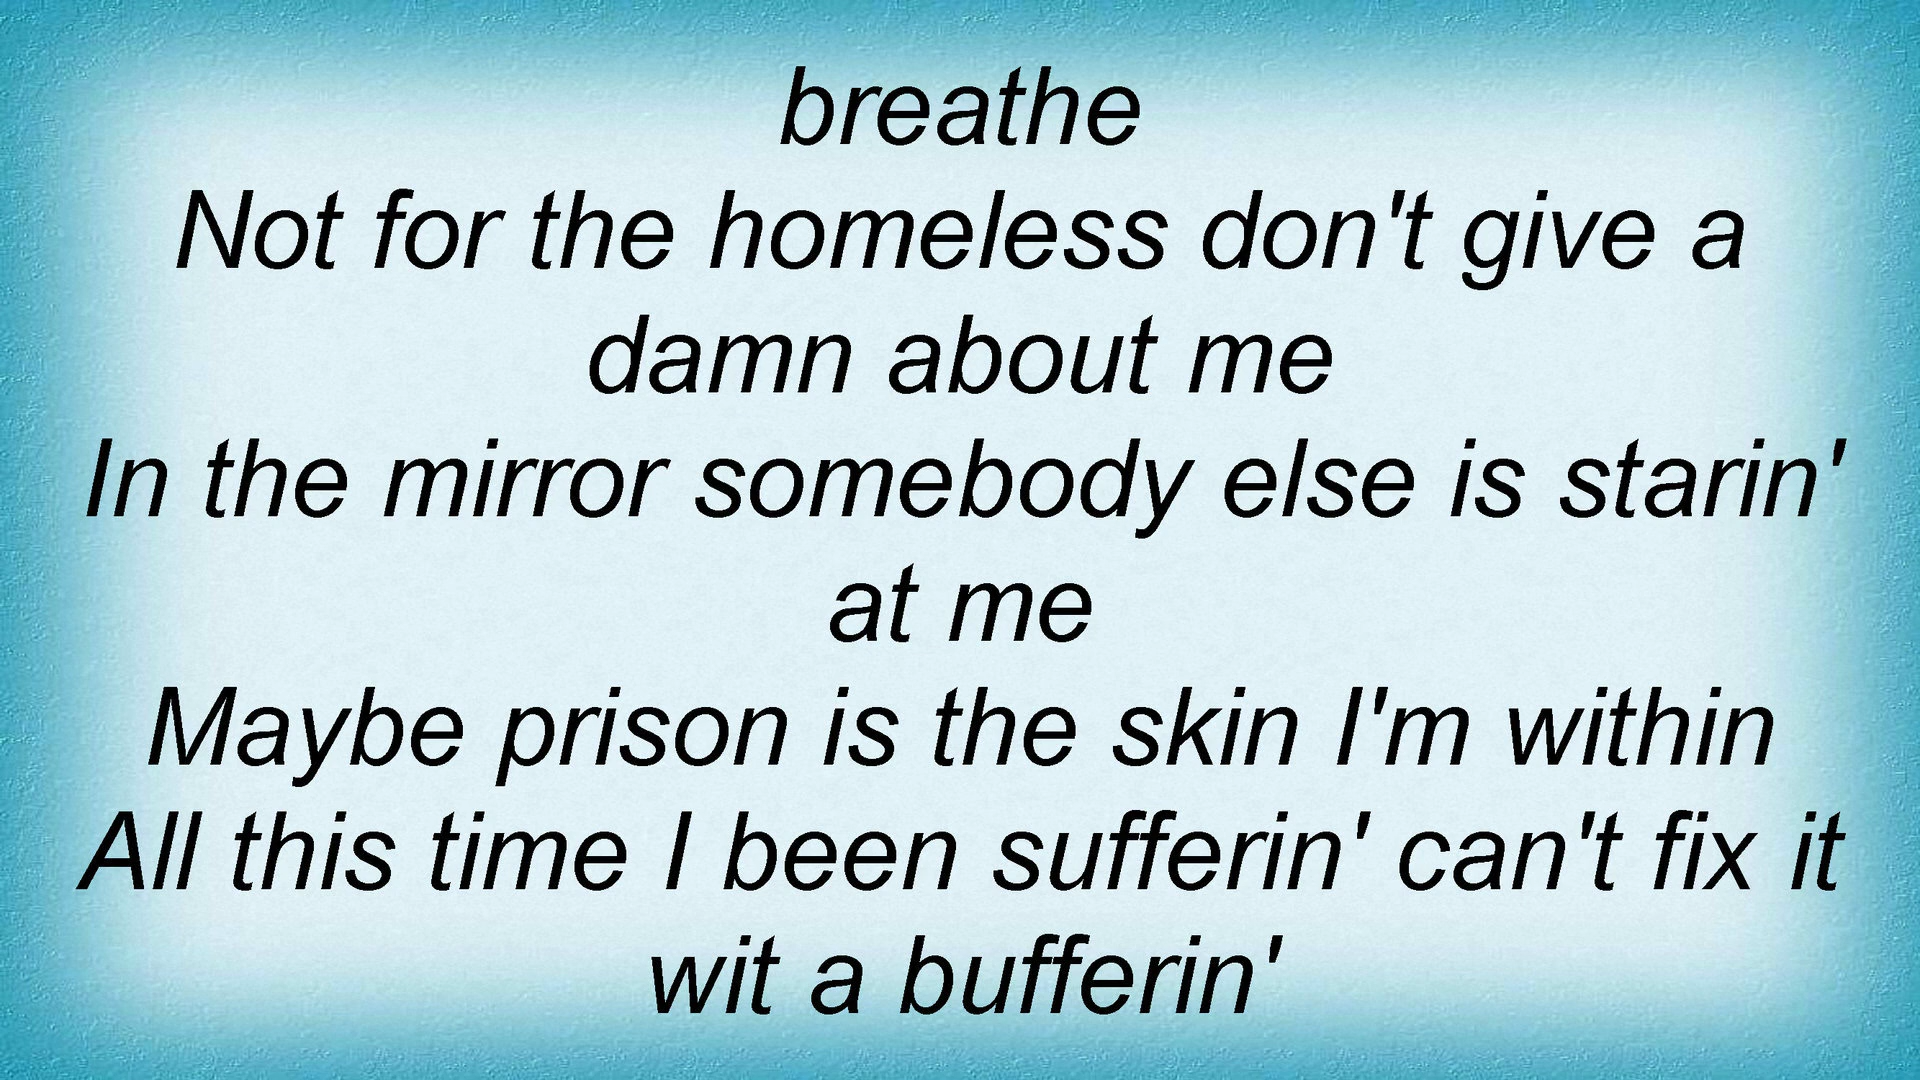 breathe
Not for the homeless don't give a
damn about me
In the mirror somebody else is starin'
at me
Maybe prison is the skin I'm within
All this time I been sufferin' can't fix it
wit a bufferin'